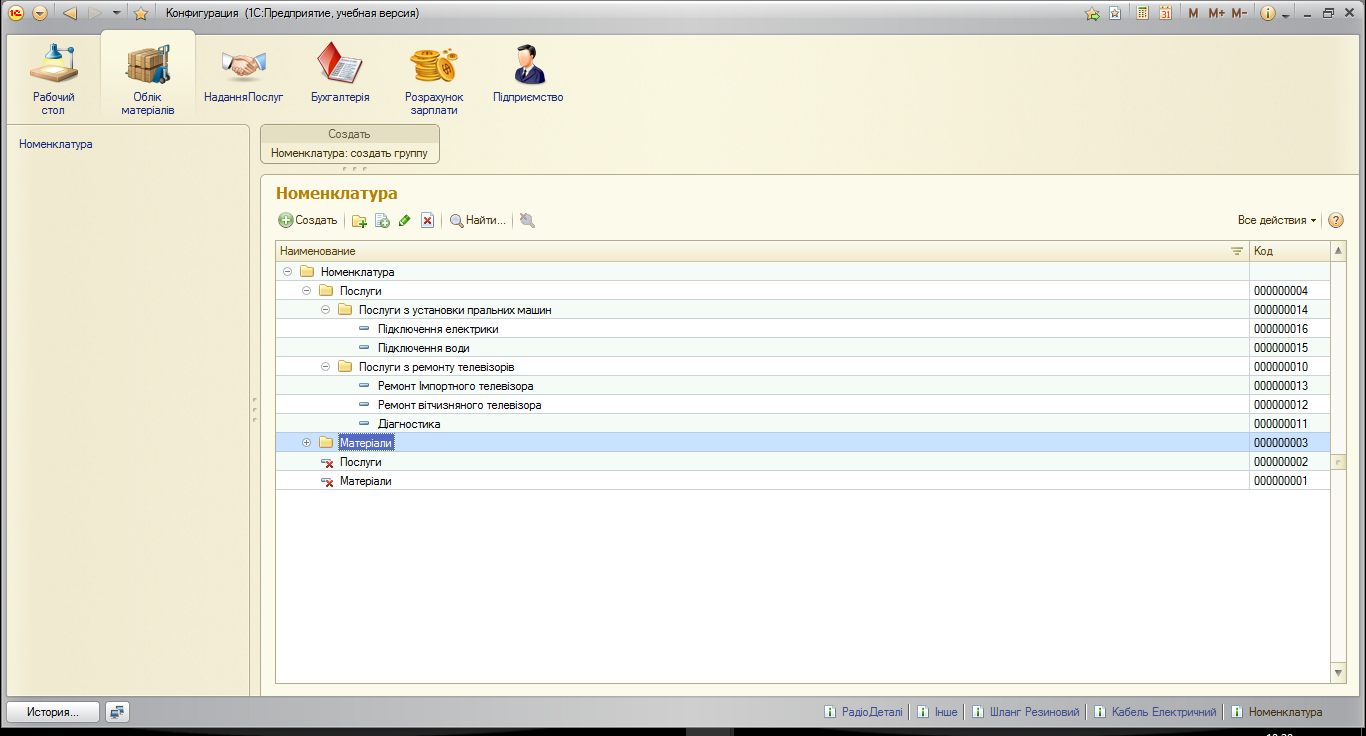 Конфигурация (1С:Предприятие, учебная версия)
31
M M+ M-
Рабочий стол
Облік матеріалів
НаданняПослуг
Бухгалтерія
Розрахунок зарплати
Підприємство
Номенклатура
Создать
Номенклатура: создать группу
Номенклатура
Создать
Найти...
Все действия
?
Наименование Код
Номенклатура
Послуги 000000004
Послуги з установки пральних машин 000000014
Підключення електрики 000000016
Підключення води 000000015
Послуги з ремонту телевізорів 000000010
Ремонт Імпортного телевізора 000000013
Ремонт вітчизняного телевізора 000000012
Діагностика 000000011
Матеріали 000000003
Послуги 000000002
Матеріали 000000001
История...
РадіоДеталі
Інше
Шланг Резиновий
Кабель Електричний
Номенклатура